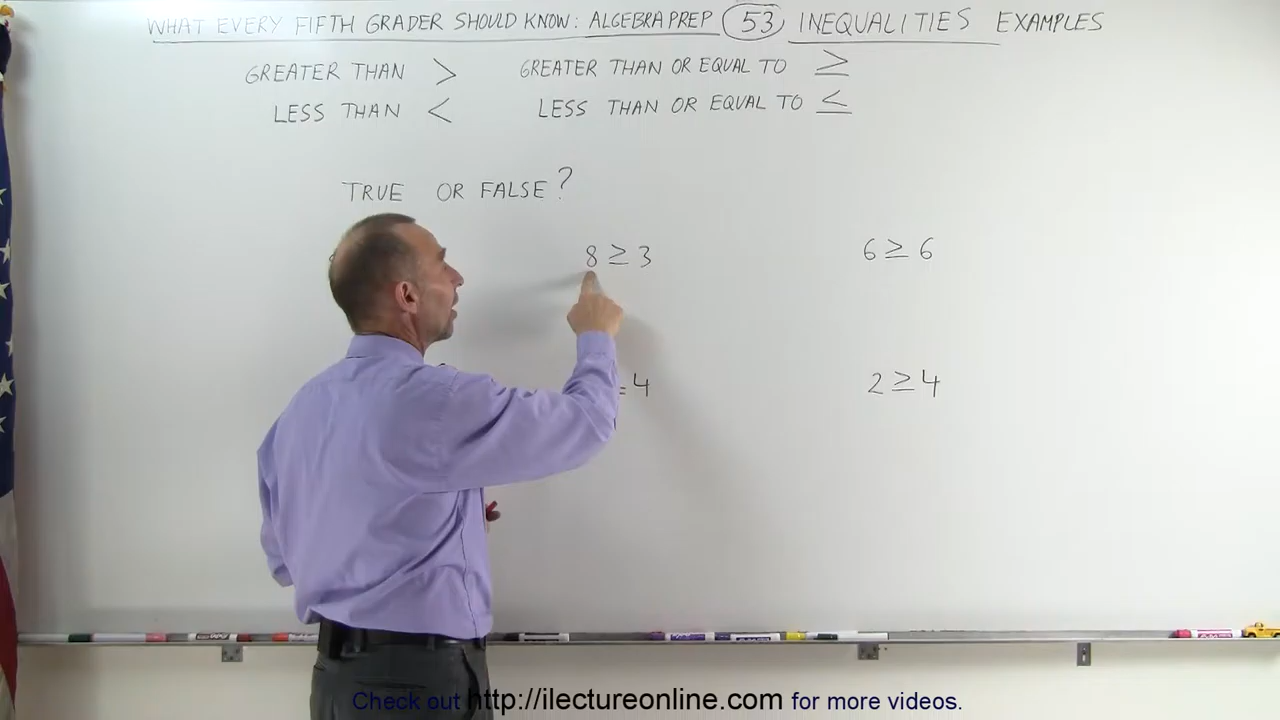 WHAT EVERY FIFTH GRADER SHOULD KNOW: ALGEBRA PREP 53 INEQUALITIES EXAMPLES
GREATER THAN > GREATER THAN OR EQUAL TO ≥
LESS THAN < LESS THAN OR EQUAL TO ≤
TRUE OR FALSE?
8 ≥ 3 6 ≥ 6
4 2 ≥ 4
Check out http://ilectureonline.com for more videos.